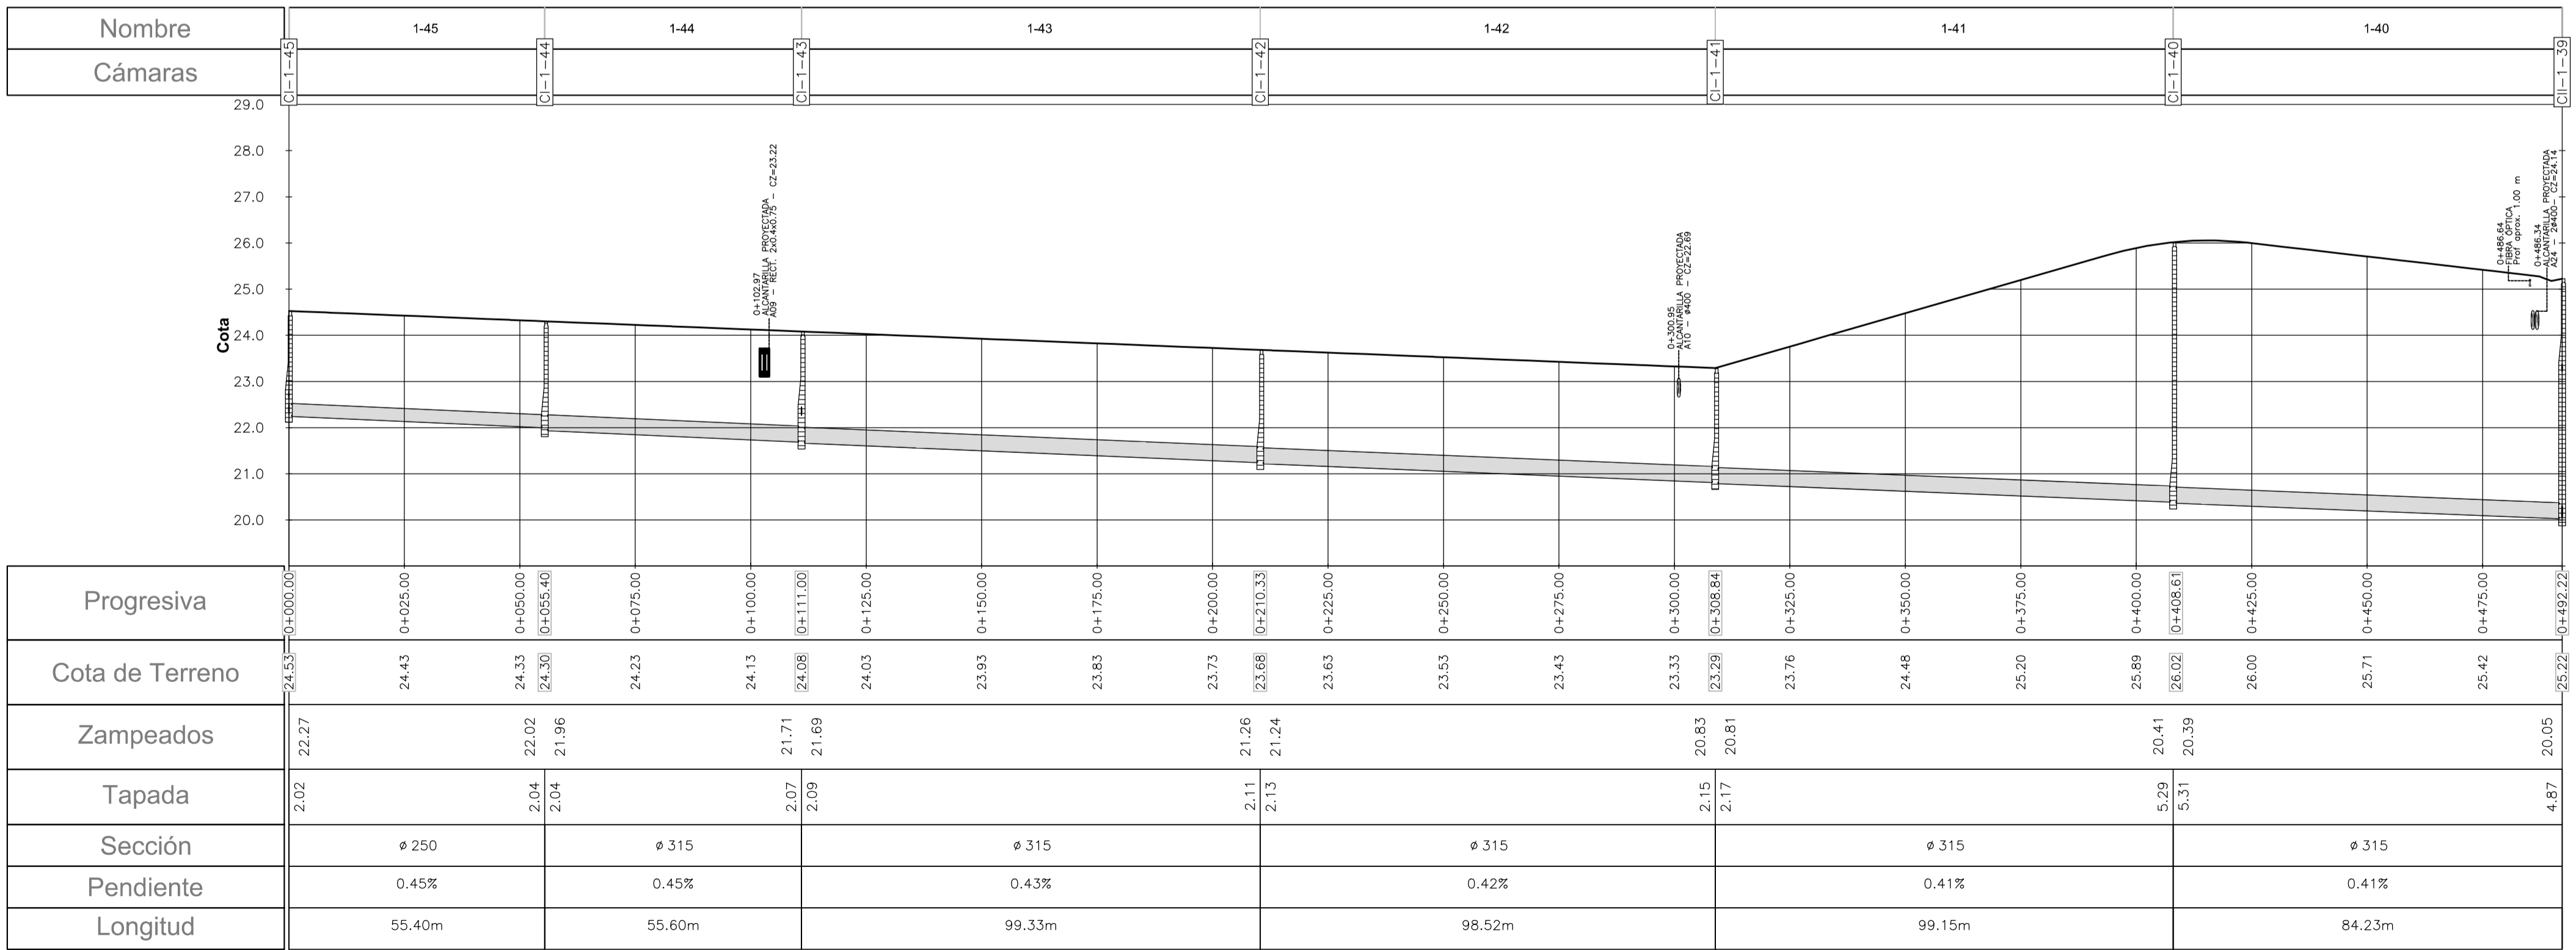 Nombre 1-45 1-44 1-43 1-42 1-41 1-40
Cámaras CI-1-45 CI-1-44 CI-1-43 CI-1-42 CI-1-41 CI-1-40 CII-1-39
29.0
28.0
27.0
26.0
25.0
24.0
23.0
22.0
21.0
20.0
Cota
0+102.97
ALCANTARILLA PROYECTADA
A09 - RECT. 2x0.4x0.75 - CZ=23.22
0+300.95
ALCANTARILLA PROYECTADA
A10 - ø400 - CZ=22.69
0+486.64
FIBRA ÓPTICA
Prof aprox. 1.00 m
0+486.34
ALCANTARILLA PROYECTADA
A24 - 2ø400- CZ=24.14
Progresiva 0+000.00 0+025.00 0+050.00 0+055.40 0+075.00 0+100.00 0+111.00 0+125.00 0+150.00 0+175.00 0+200.00 0+210.33 0+225.00 0+250.00 0+275.00 0+300.00 0+308.84 0+325.00 0+350.00 0+375.00 0+400.00 0+408.61 0+425.00 0+450.00 0+475.00 0+492.22
Cota de Terreno 24.53 24.43 24.33 24.30 24.23 24.13 24.08 24.03 23.93 23.83 23.73 23.68 23.63 23.53 23.43 23.33 23.29 23.76 24.48 25.20 25.89 26.02 26.00 25.71 25.42 25.22
Zampeados 22.27 22.02 21.96 21.71 21.69 21.26 21.24 20.83 20.81 20.41 20.39 20.05
Tapada 2.02 2.04 2.04 2.07 2.09 2.11 2.13 2.15 2.17 5.29 5.31 4.87
Sección ø 250 ø 315 ø 315 ø 315 ø 315 ø 315
Pendiente 0.45% 0.45% 0.43% 0.42% 0.41% 0.41%
Longitud 55.40m 55.60m 99.33m 98.52m 99.15m 84.23m